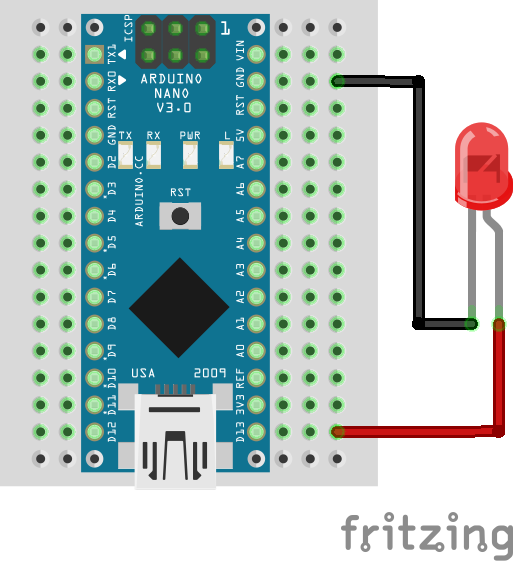 ICSP
1
TX1
RX0
RST
GND
D2
D3
D4
D5
D6
D7
D8
D9
D10
D11
D12
VIN
GND
RST
5V
A7
A6
A5
A4
A3
A2
A1
A0
REF
3V3
D13
ARDUINO
NANO
V3.0
TX RX PWR L
ARDUINO.CC
RST
USA 2009
fritzing